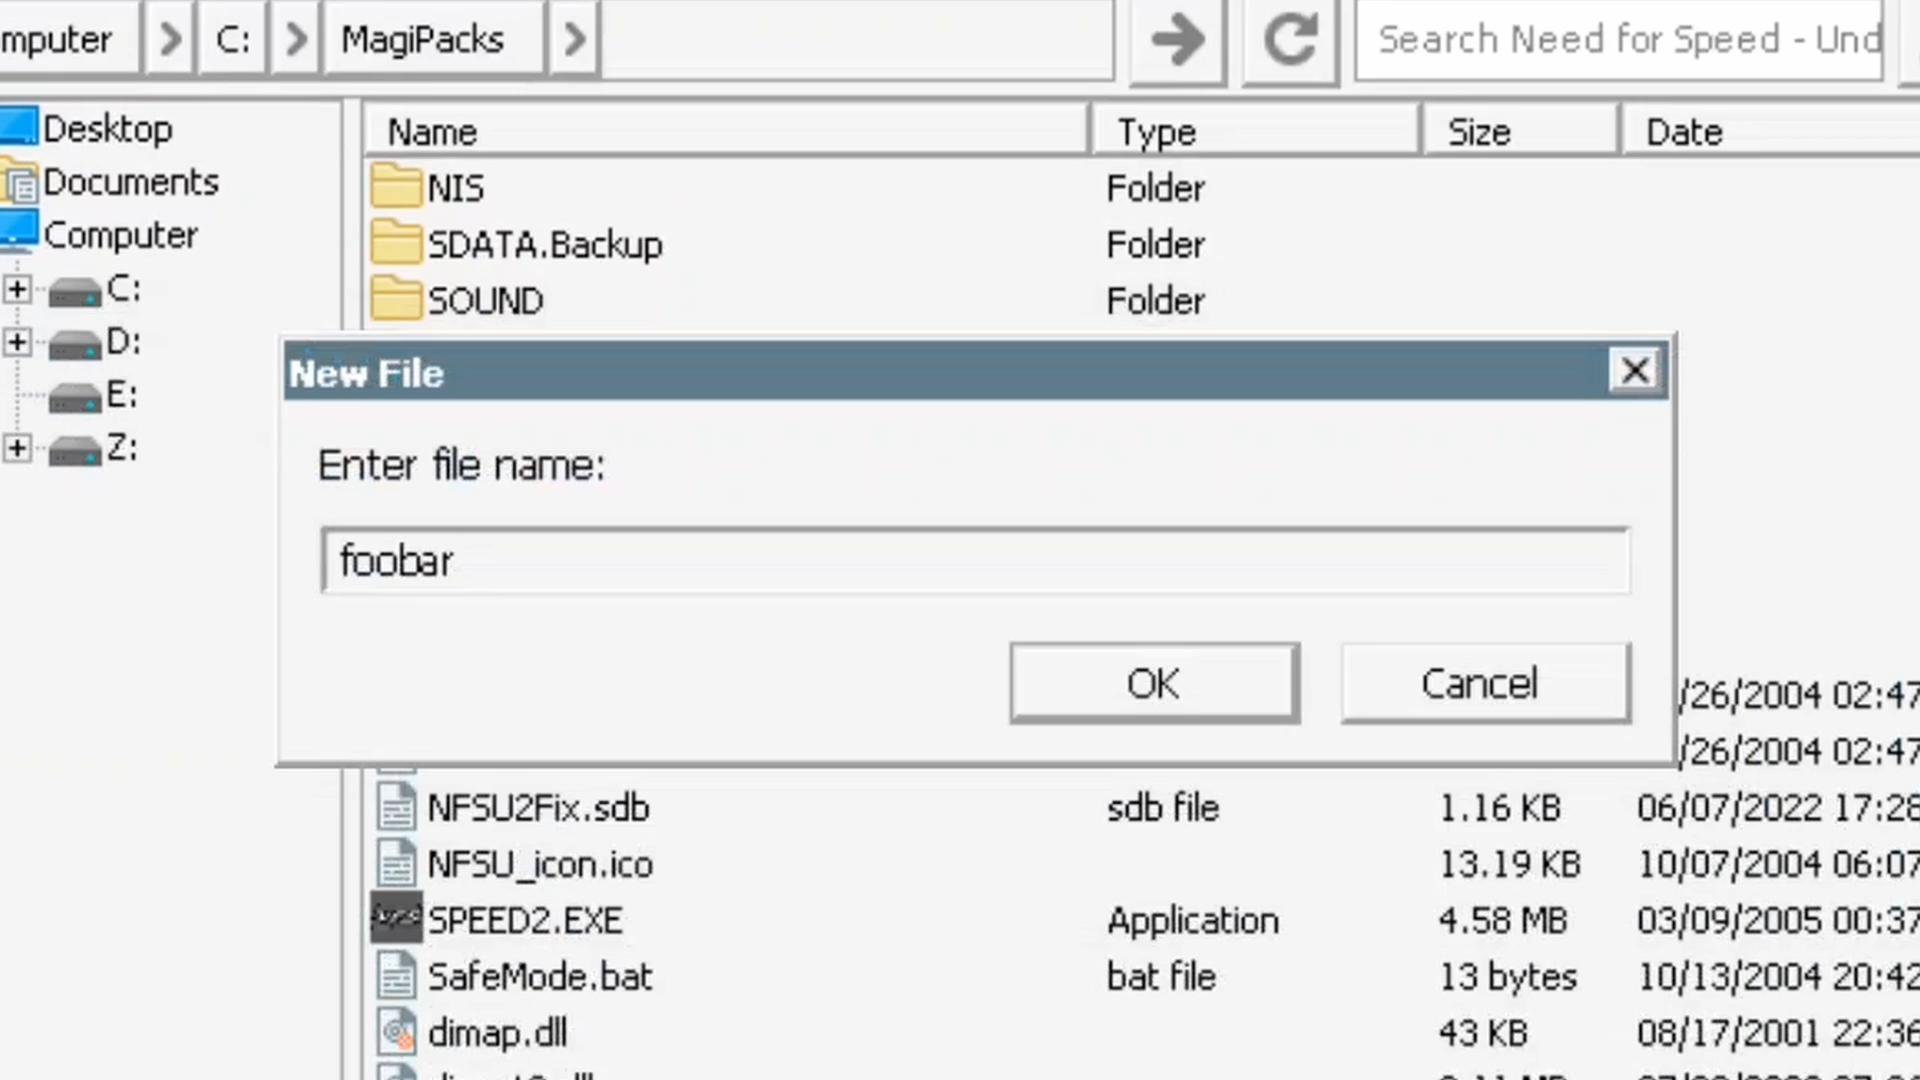 mputer > C: > MagiPacks >
Search Need for Speed - Und
Name Type Size Date
Desktop
Documents
Computer
C:
D:
E:
Z:
NIS Folder
SDATA.Backup Folder
SOUND Folder
New File
Enter file name:
foobar
OK Cancel
/26/2004 02:47
/26/2004 02:47
NFSU2Fix.sdb sdb file 1.16 KB 06/07/2022 17:28
NFSU_icon.ico 13.19 KB 10/07/2004 06:07
SPEED2.EXE Application 4.58 MB 03/09/2005 00:37
SafeMode.bat bat file 13 bytes 10/13/2004 20:42
dimap.dll 43 KB 08/17/2001 22:36